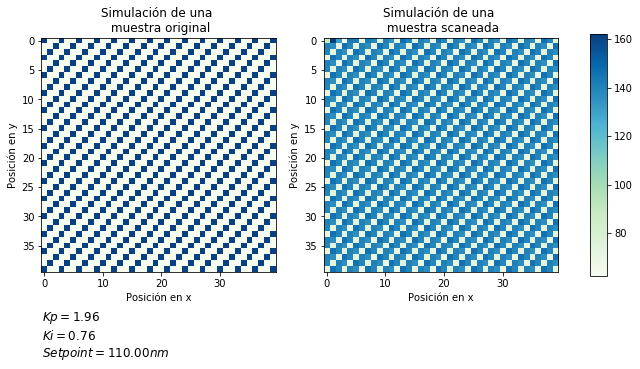 Simulación de una
muestra original
Simulación de una
muestra scaneada
0
5
10
15
20
25
30
35
0
10
20
30
Posición en y
Posición en x
0
5
10
15
20
25
30
35
0
10
20
30
Posición en y
Posición en x
160
140
120
100
80
Kp = 1.96
Ki = 0.76
Setpoint = 110.00nm